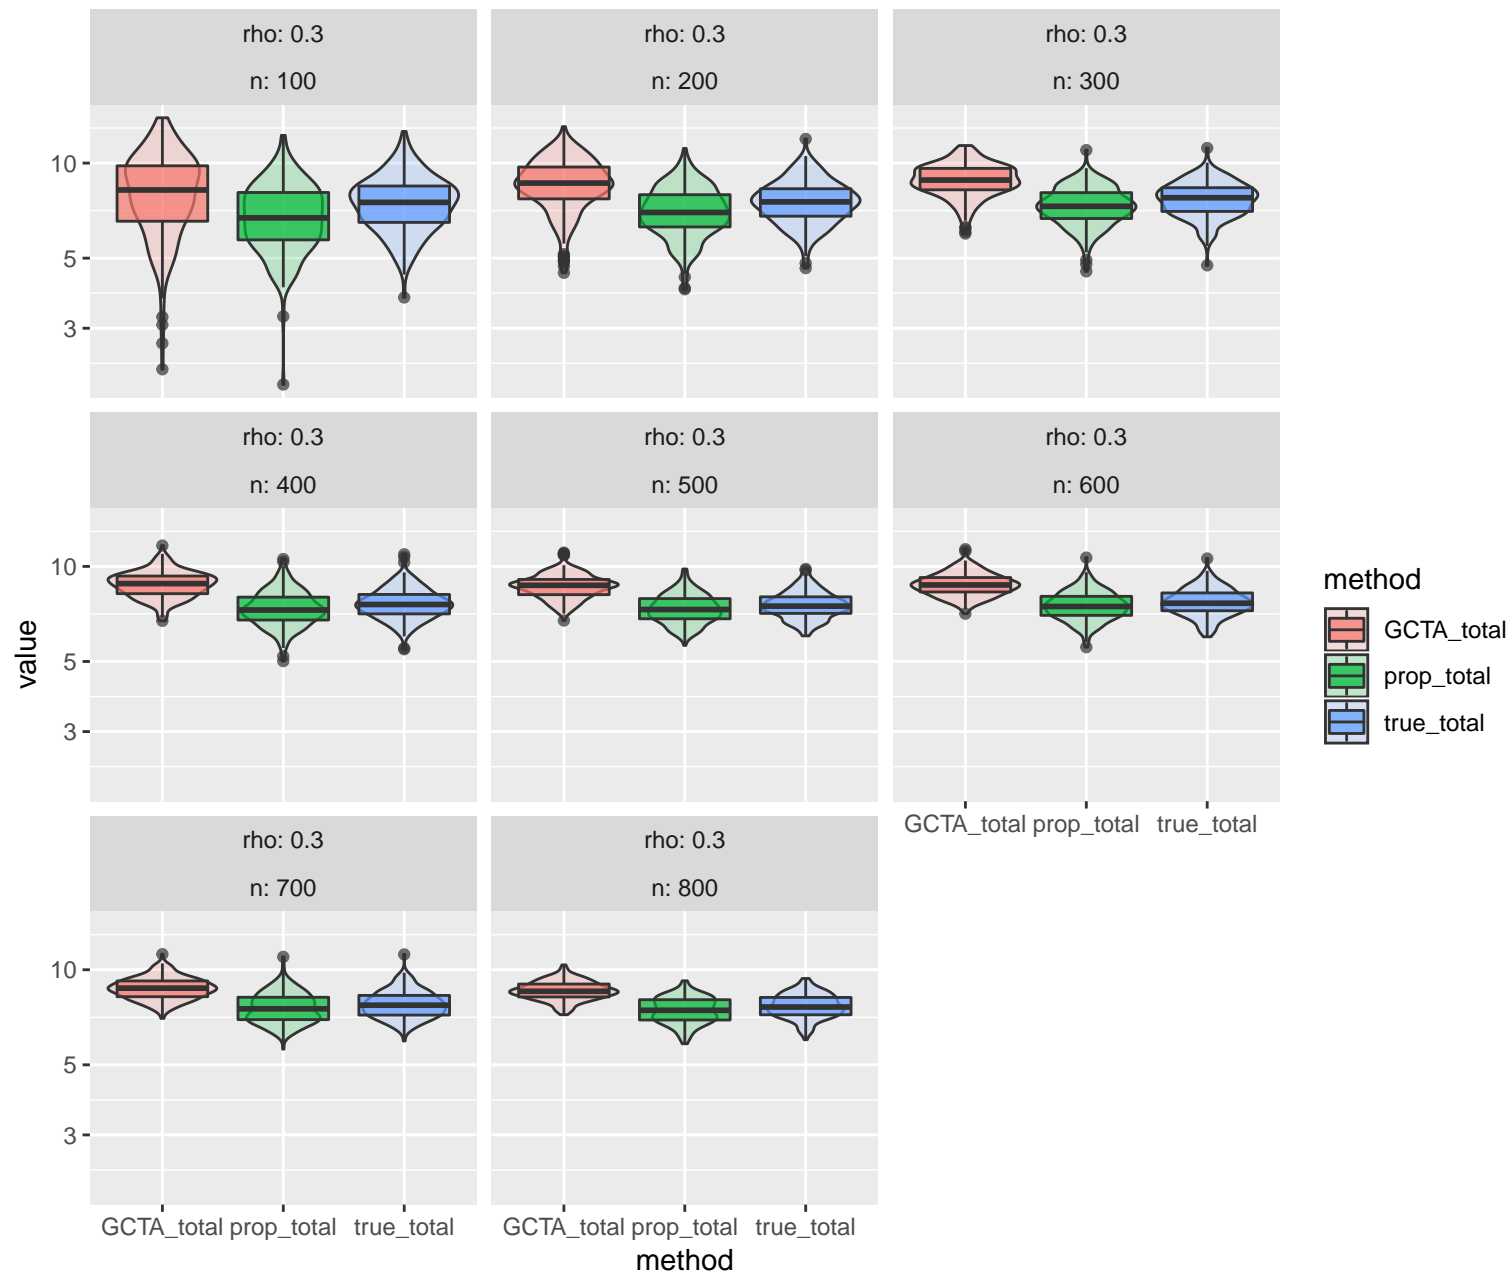 rho: 0.3
rho: 0.3
rho: 0.3
n: 100
n: 200
n: 300
10
5
3
rho: 0.3
rho: 0.3
rho: 0.3
n: 400
n: 500
n: 600
10
5
3
GCTA_total prop_total true_total
rho: 0.3
rho: 0.3
n: 700
n: 800
10
5
3
GCTA_total prop_total true_total
GCTA_total prop_total true_total
method
value
method
GCTA_total
prop_total
true_total